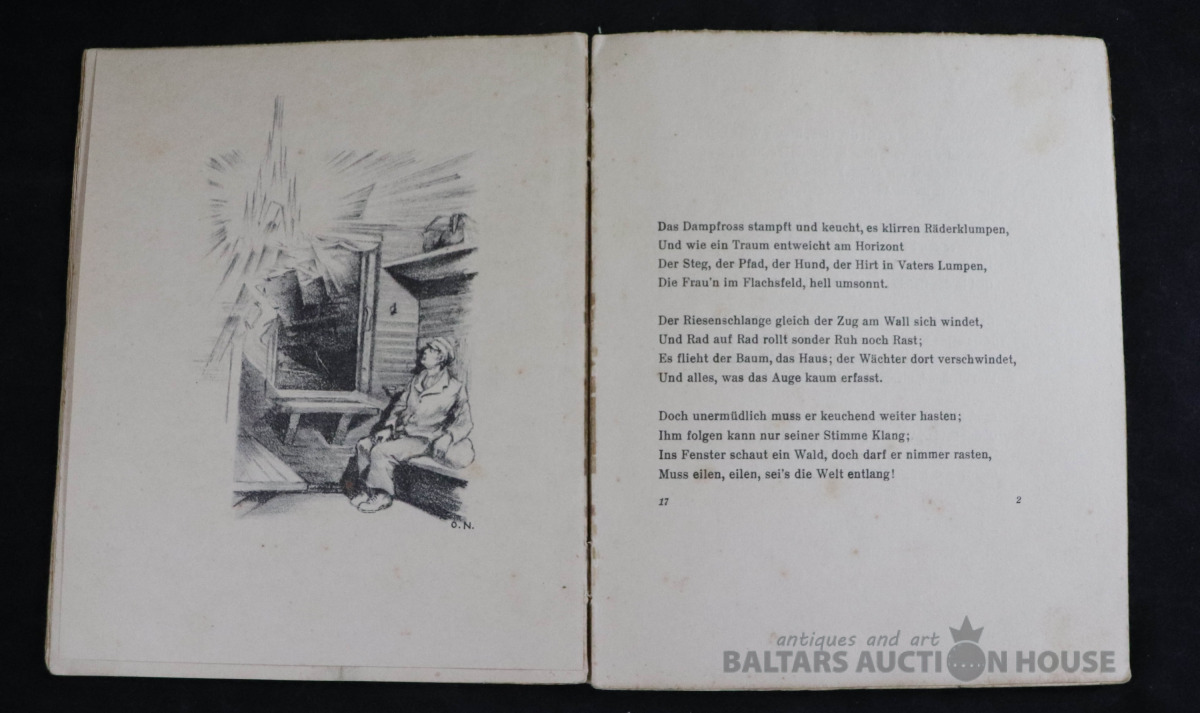 O. N.
Das Dampfross stampft und keucht, es klirren Räderklumpen,
Und wie ein Traum entweicht am Horizont
Der Steg, der Pfad, der Hund, der Hirt in Vaters Lumpen,
Die Frau'n im Flachsfeld, hell umsonnt.
Der Riesenschlange gleich der Zug am Wall sich windet,
Und Rad auf Rad rollt sonder Ruh noch Rast;
Es flieht der Baum, das Haus; der Wächter dort verschwindet,
Und alles, was das Auge kaum erfasst.
Doch unermüdlich muss er keuchend weiter hasten;
Ihm folgen kann nur seiner Stimme Klang;
Ins Fenster schaut ein Wald, doch darf er nimmer rasten,
Muss eilen, eilen, sei's die Welt entlang!
17 2
antiques and art
BALTARS AUCTION HOUSE